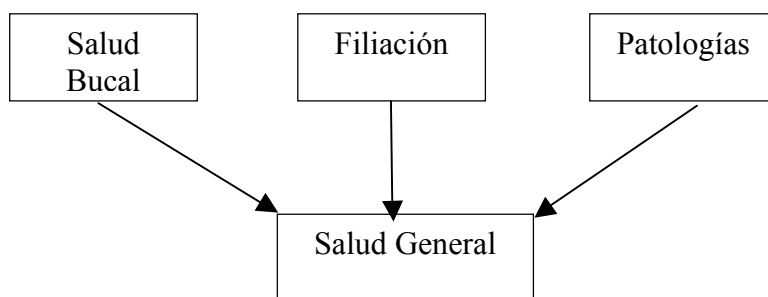 Salud
Bucal
Filiación
Patologías
Salud General